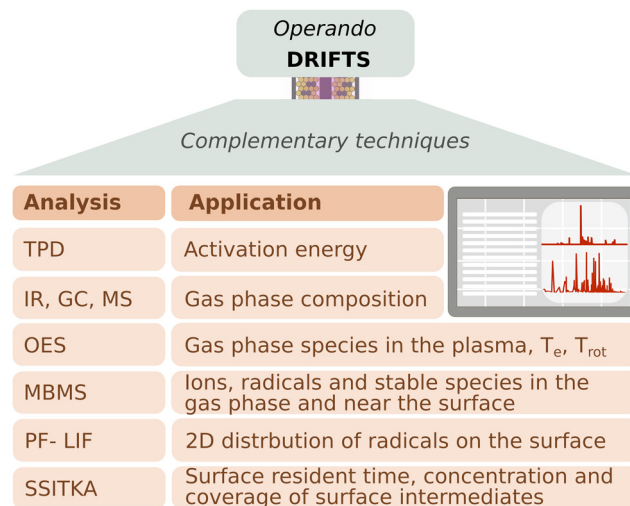 Operando
DRIFTS
Complementary techniques
Analysis
Application
TPD
Activation energy
IR, GC, MS
Gas phase composition
OES
Gas phase species in the plasma, Te, Trot
MBMS
Ions, radicals and stable species in the
gas phase and near the surface
PF- LIF
2D distrbution of radicals on the surface
SSITKA
Surface resident time, concentration and
coverage of surface intermediates